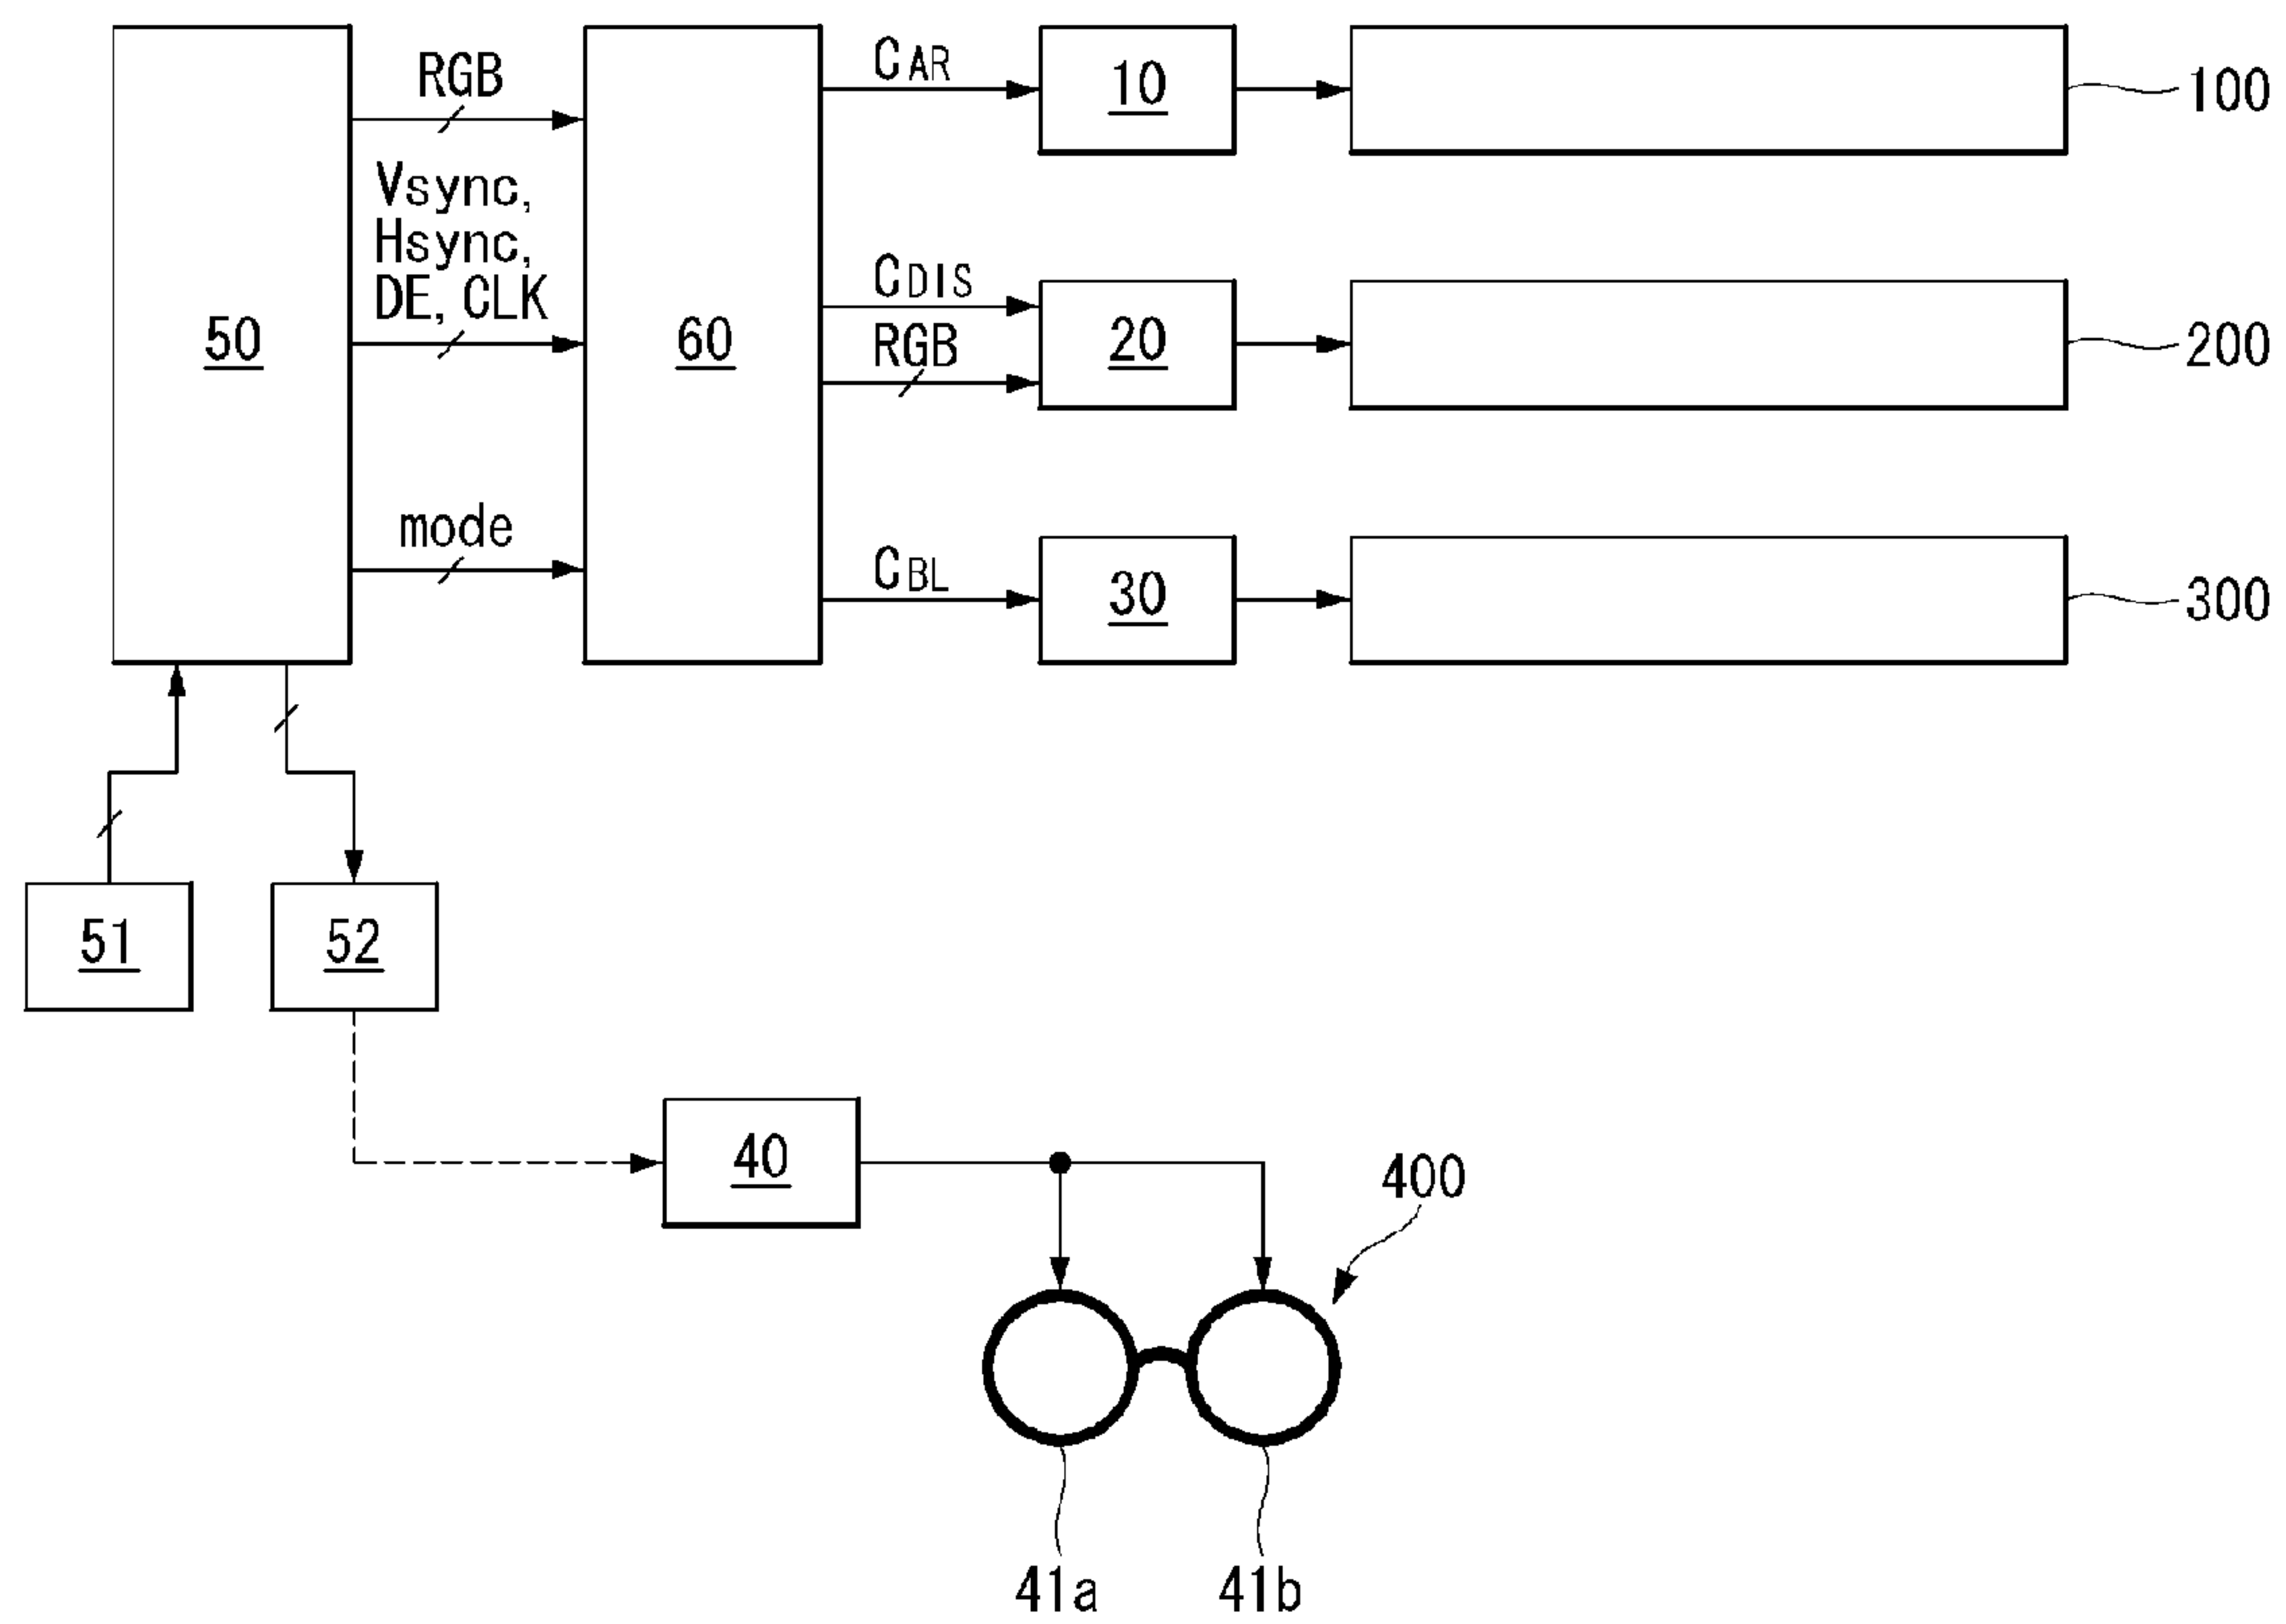 RGB
Vsync,
Hsync,
DE, CLK
mode
50
60
CAR
10
100
CDIS
RGB
20
200
CBL
30
300
51
52
40
400
41a
41b